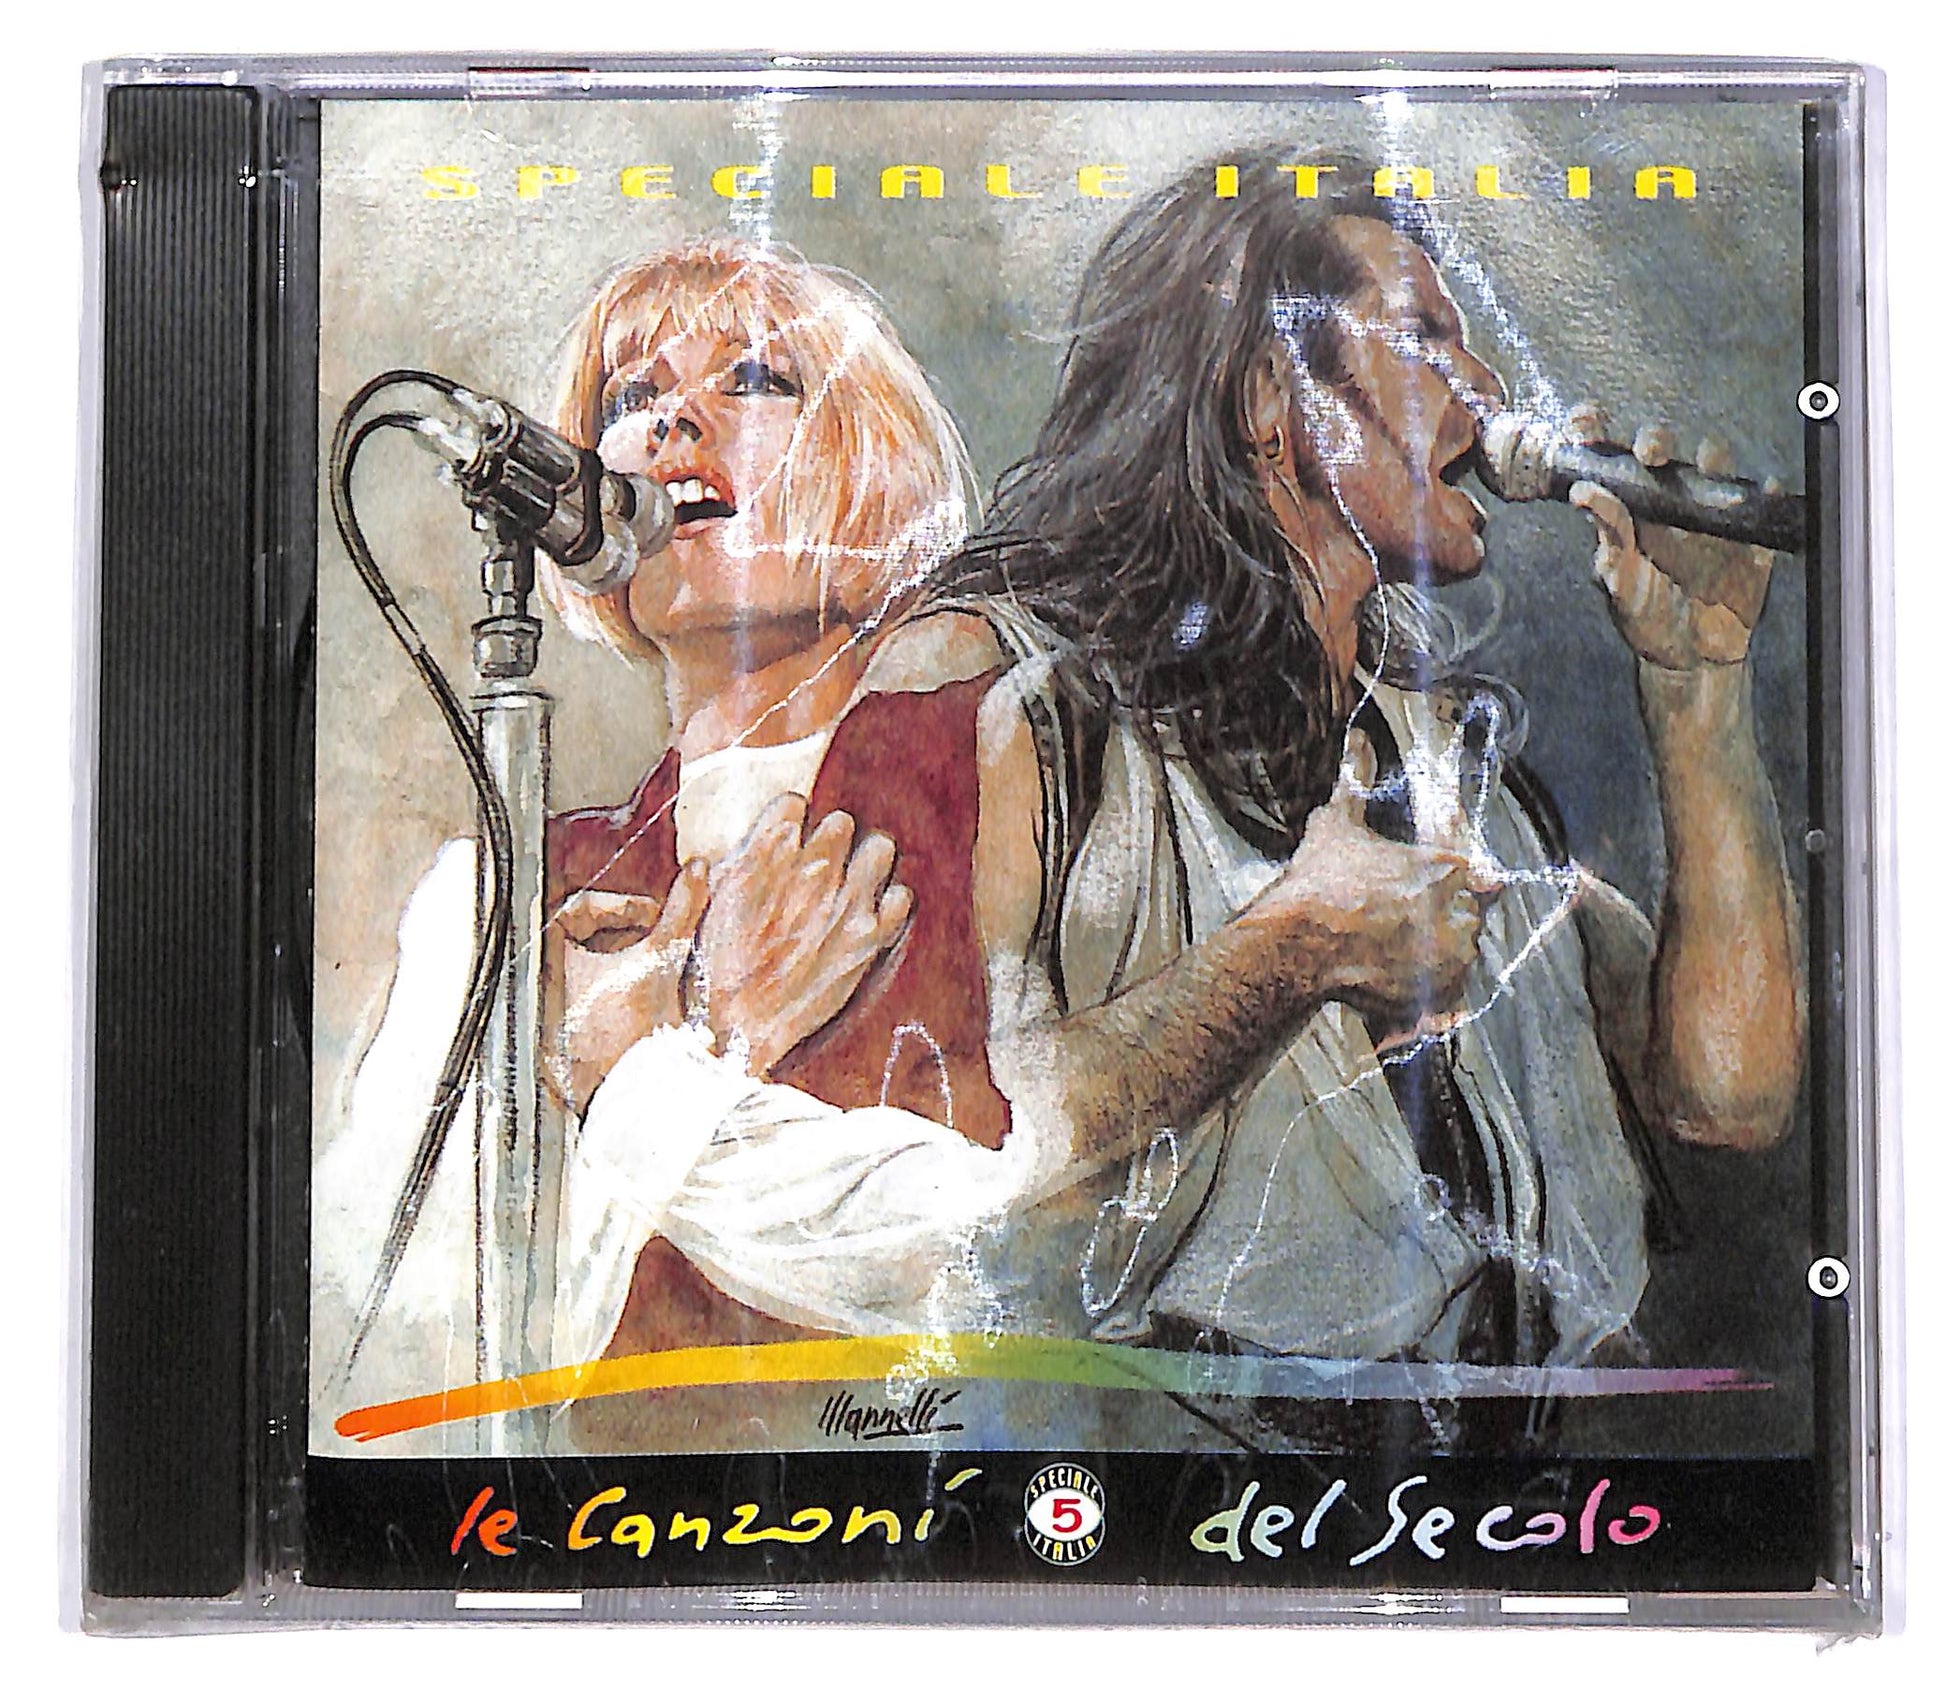 SPECIALE ITALIA
Mannelli
le Canzoni
SPECIALE
5
ITALIA
del Secolo